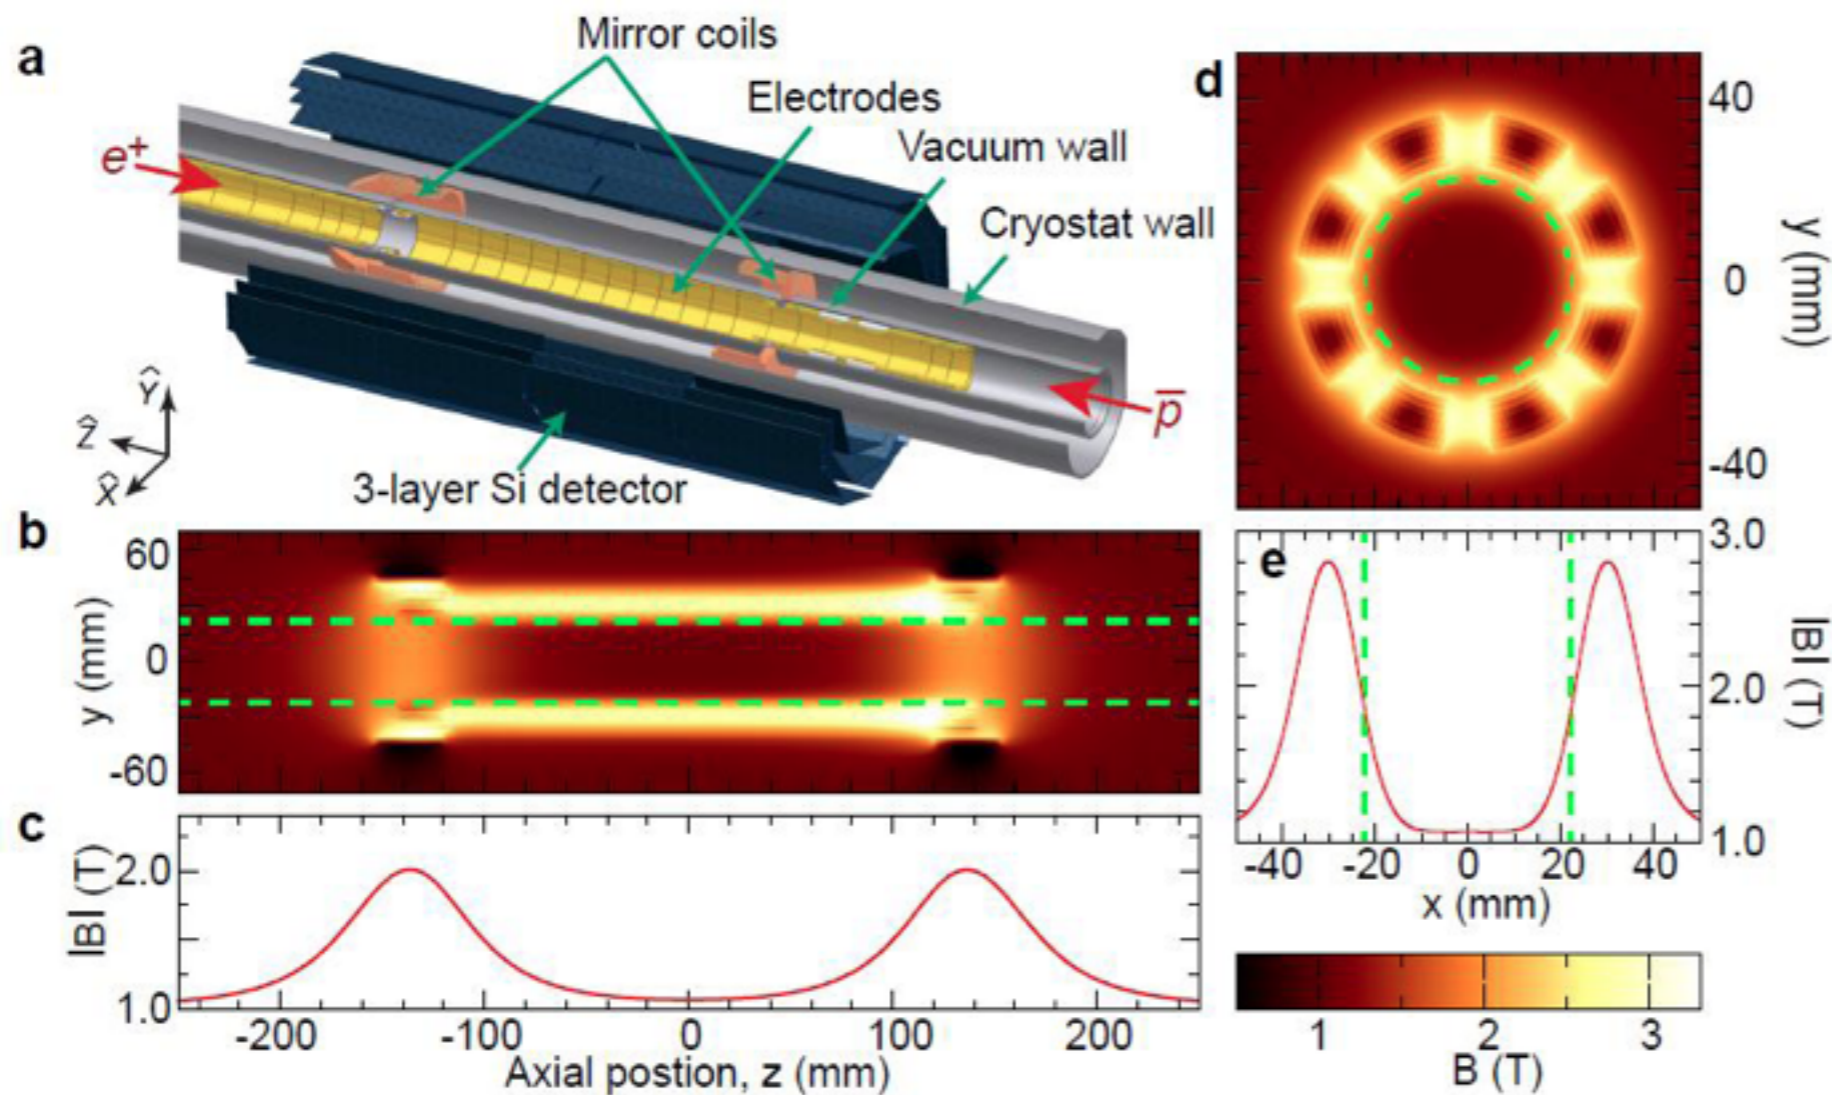 a
Mirror coils
Electrodes
Vacuum wall
Cryostat wall
e+
p̅
Ŷ
Ẑ
X̂
3-layer Si detector
b
60
0
-60
y (mm)
c
2.0
1.0
|B| (T)
-200 -100 0 100 200
Axial postion, z (mm)
d
40
0
-40
y (mm)
e
3.0
2.0
1.0
|B| (T)
-40 -20 0 20 40
x (mm)
1 2 3
B (T)